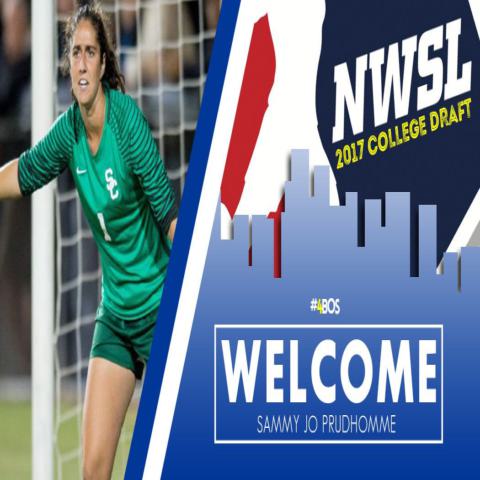 NWSL
2017 COLLEGE DRAFT
SC
1
#4BOS
WELCOME
SAMMY JO PRUDHOMME